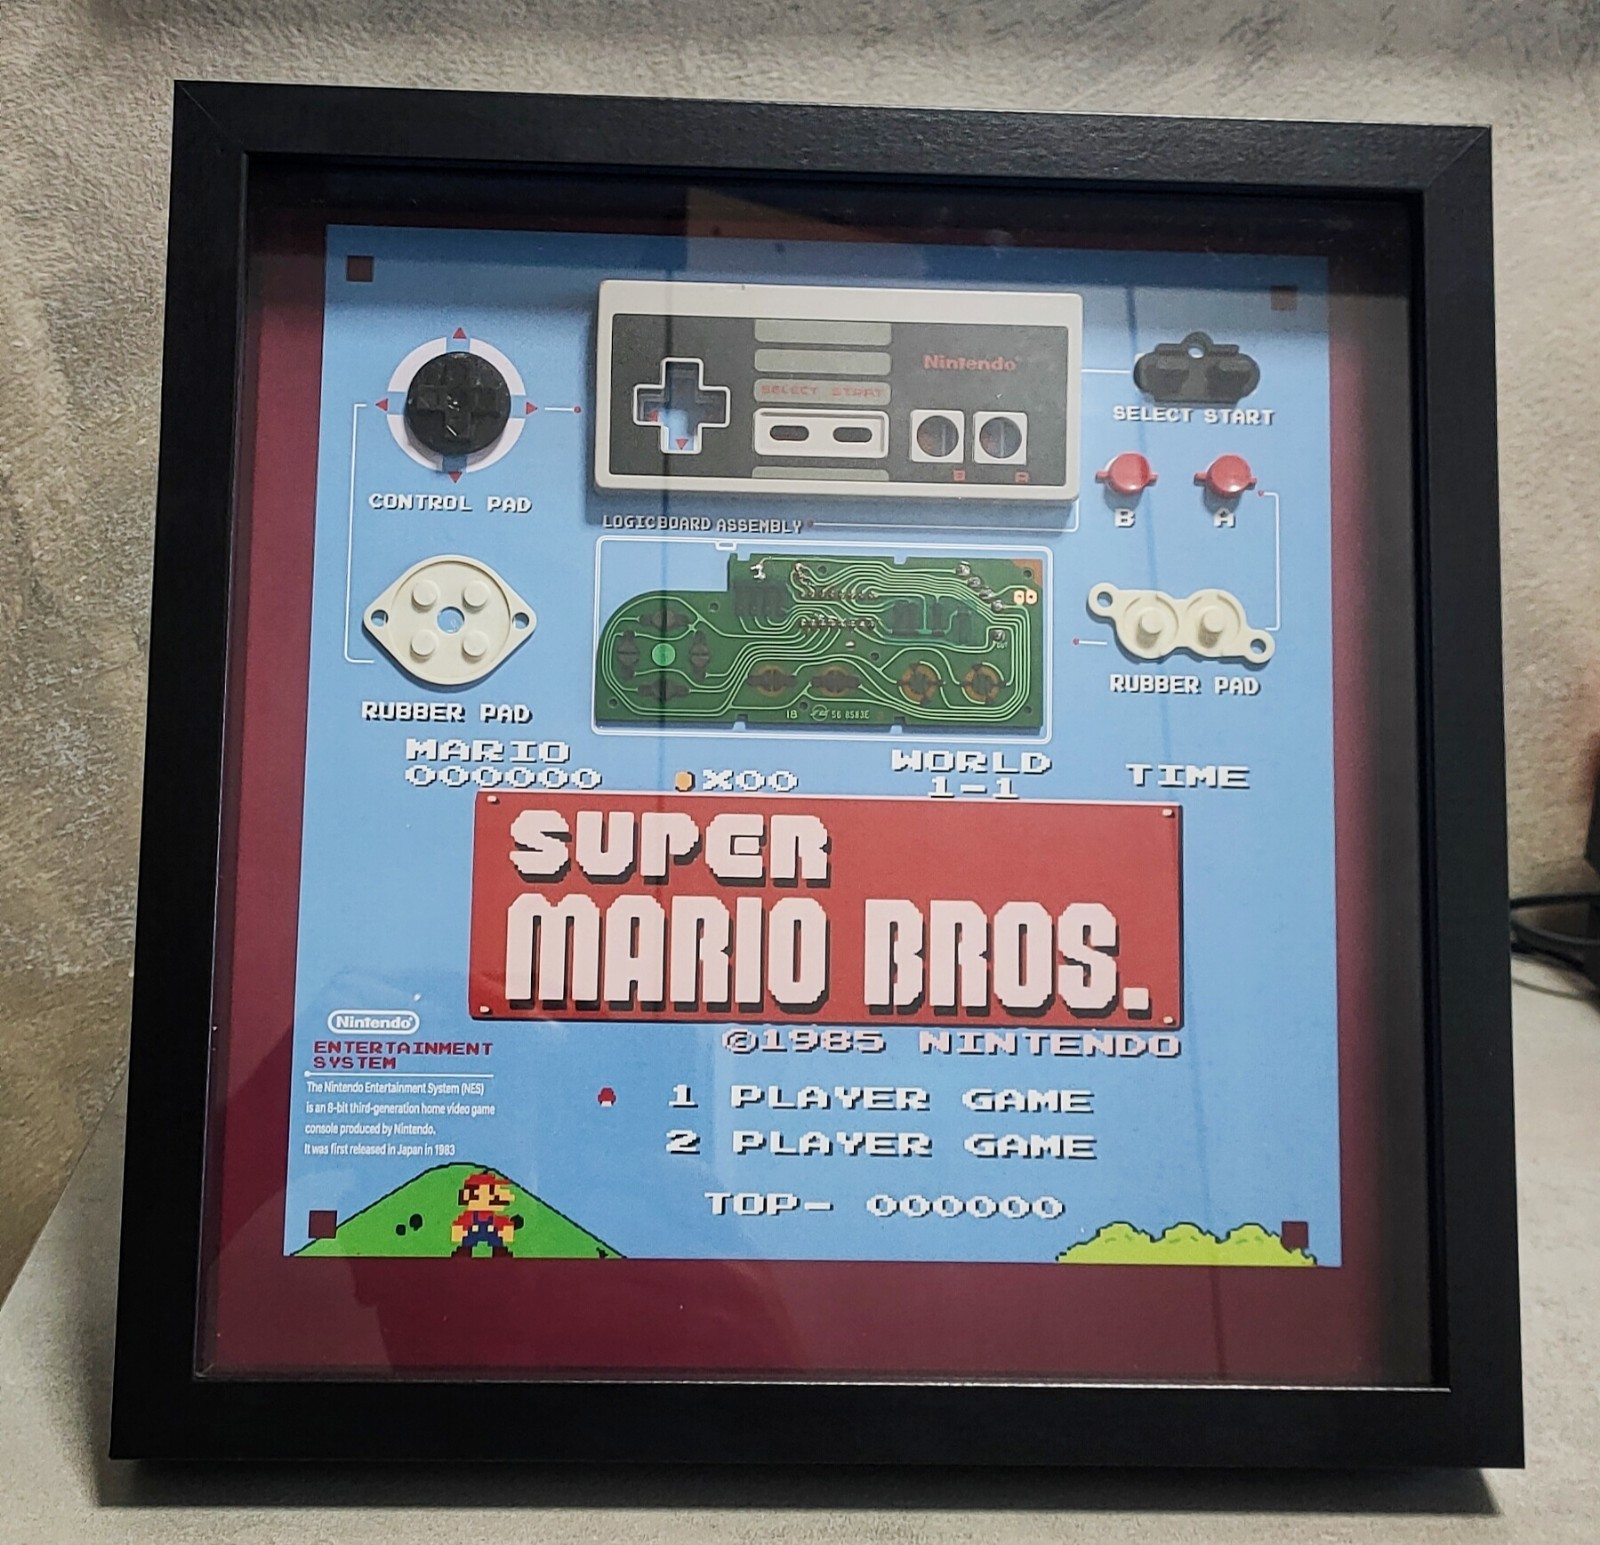 Nintendo
SELECT START
B A
SELECT START
B A
CONTROL PAD
LOGICBOARD ASSEMBLY
RUBBER PAD
RUBBER PAD
MARIO WORLD TIME
000000 X00 1-1
SUPER
MARIO BROS.
©1985 NINTENDO
Nintendo
ENTERTAINMENT
SYSTEM
The Nintendo Entertainment System (NES)
is an 8-bit third-generation home video game
console produced by Nintendo.
It was first released in Japan in 1983
1 PLAYER GAME
2 PLAYER GAME
TOP- 000000